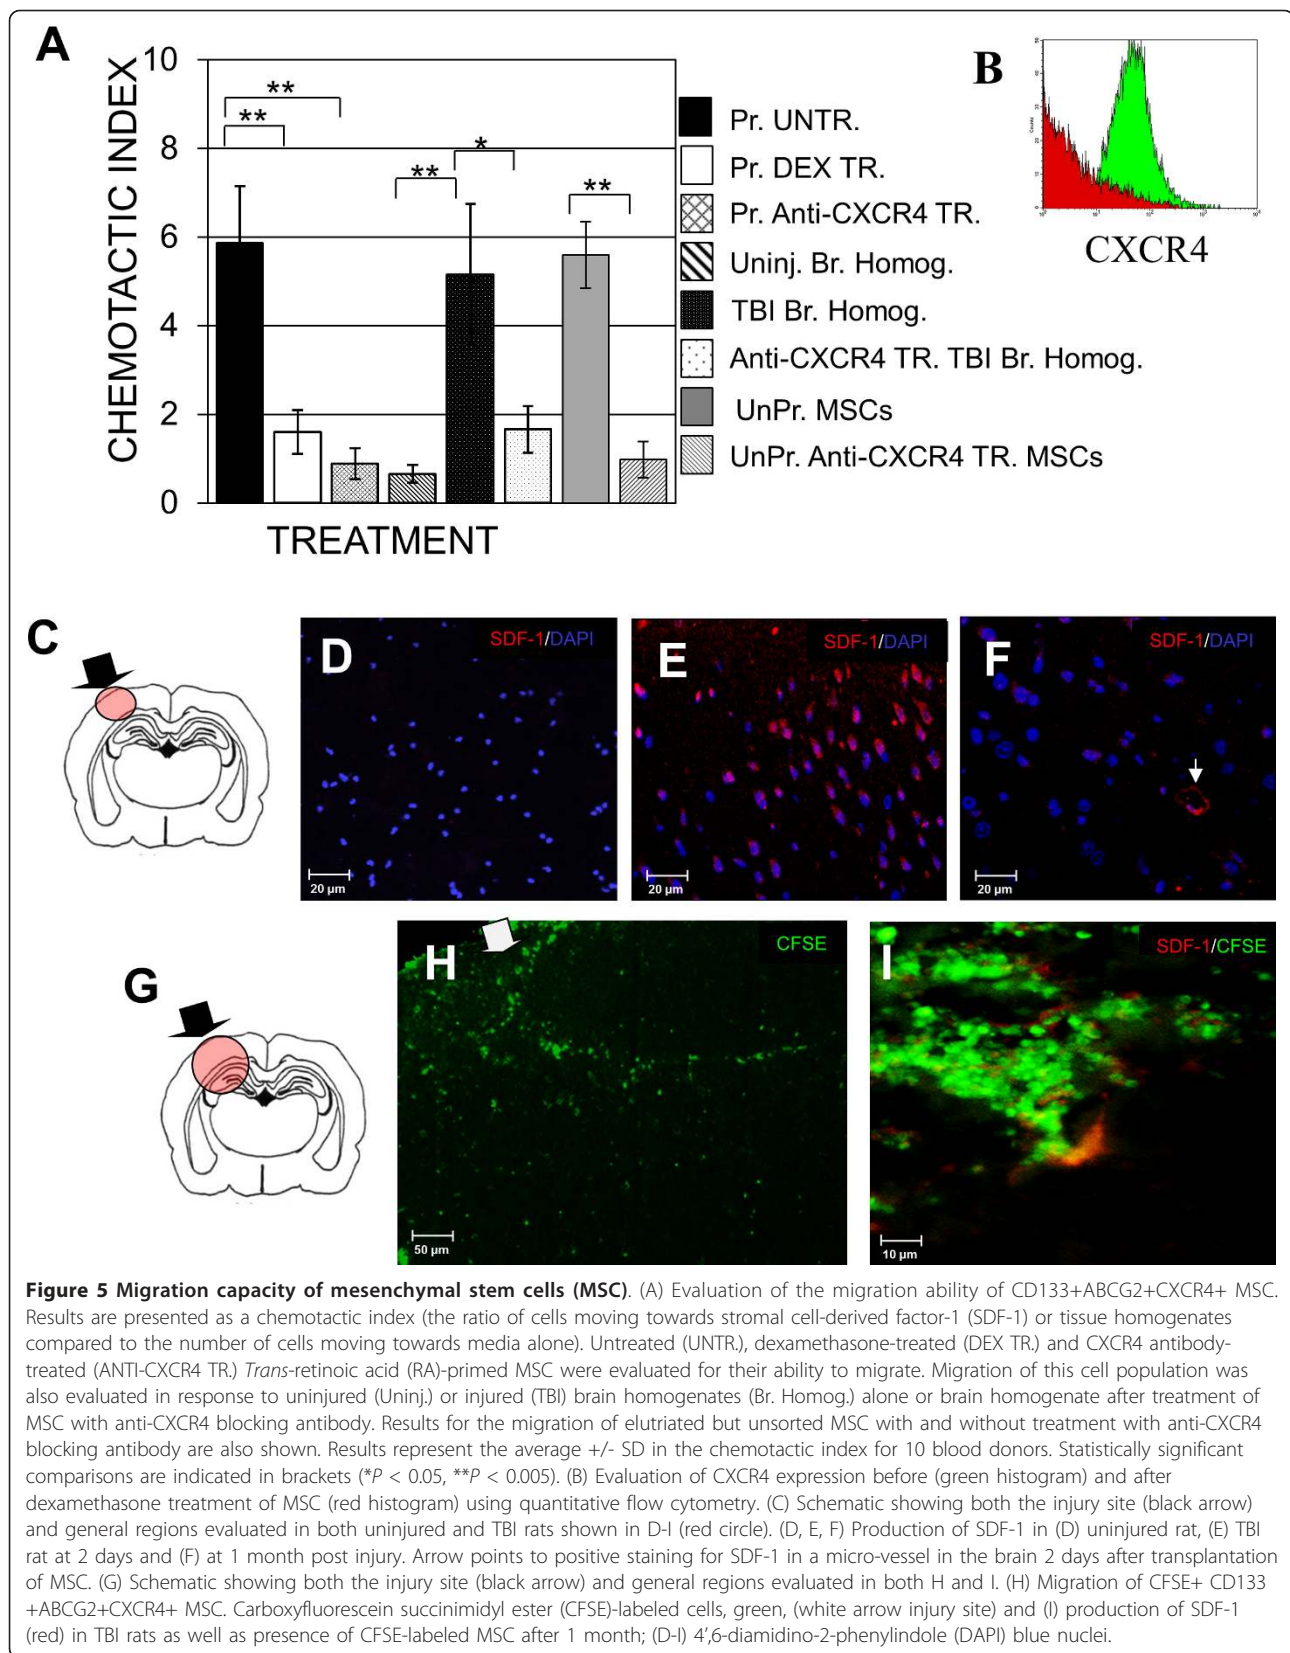 A
CHEMOTACTIC INDEX
10
8
6
4
2
0
**
**
**
*
**
TREATMENT
Pr. UNTR.
Pr. DEX TR.
Pr. Anti-CXCR4 TR.
Uninj. Br. Homog.
TBI Br. Homog.
Anti-CXCR4 TR. TBI Br. Homog.
UnPr. MSCs
UnPr. Anti-CXCR4 TR. MSCs
B
Counts
CXCR4
C
D
SDF-1/DAPI
20 µm
E
SDF-1/DAPI
20 µm
F
SDF-1/DAPI
20 µm
G
H
CFSE
50 µm
I
SDF-1/CFSE
10 µm
Figure 5 Migration capacity of mesenchymal stem cells (MSC). (A) Evaluation of the migration ability of CD133+ABCG2+CXCR4+ MSC.
Results are presented as a chemotactic index (the ratio of cells moving towards stromal cell-derived factor-1 (SDF-1) or tissue homogenates
compared to the number of cells moving towards media alone). Untreated (UNTR.), dexamethasone-treated (DEX TR.) and CXCR4 antibody-
treated (ANTI-CXCR4 TR.) Trans-retinoic acid (RA)-primed MSC were evaluated for their ability to migrate. Migration of this cell population was
also evaluated in response to uninjured (Uninj.) or injured (TBI) brain homogenates (Br. Homog.) alone or brain homogenate after treatment of
MSC with anti-CXCR4 blocking antibody. Results for the migration of elutriated but unsorted MSC with and without treatment with anti-CXCR4
blocking antibody are also shown. Results represent the average +/- SD in the chemotactic index for 10 blood donors. Statistically significant
comparisons are indicated in brackets (*P < 0.05, **P < 0.005). (B) Evaluation of CXCR4 expression before (green histogram) and after
dexamethasone treatment of MSC (red histogram) using quantitative flow cytometry. (C) Schematic showing both the injury site (black arrow)
and general regions evaluated in both uninjured and TBI rats shown in D-I (red circle). (D, E, F) Production of SDF-1 in (D) uninjured rat, (E) TBI
rat at 2 days and (F) at 1 month post injury. Arrow points to positive staining for SDF-1 in a micro-vessel in the brain 2 days after transplantation
of MSC. (G) Schematic showing both the injury site (black arrow) and general regions evaluated in both H and I. (H) Migration of CFSE+ CD133
+ABCG2+CXCR4+ MSC. Carboxyfluorescein succinimidyl ester (CFSE)-labeled cells, green, (white arrow injury site) and (I) production of SDF-1
(red) in TBI rats as well as presence of CFSE-labeled MSC after 1 month; (D-I) 4′,6-diamidino-2-phenylindole (DAPI) blue nuclei.